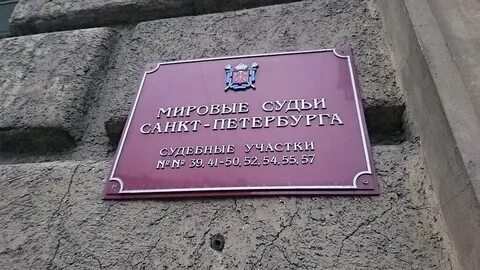 МИРОВЫЕ СУДЬИ
САНКТ-ПЕТЕРБУРГА
СУДЕБНЫЕ УЧАСТКИ
№№ 39, 41-50, 52, 54, 55, 57